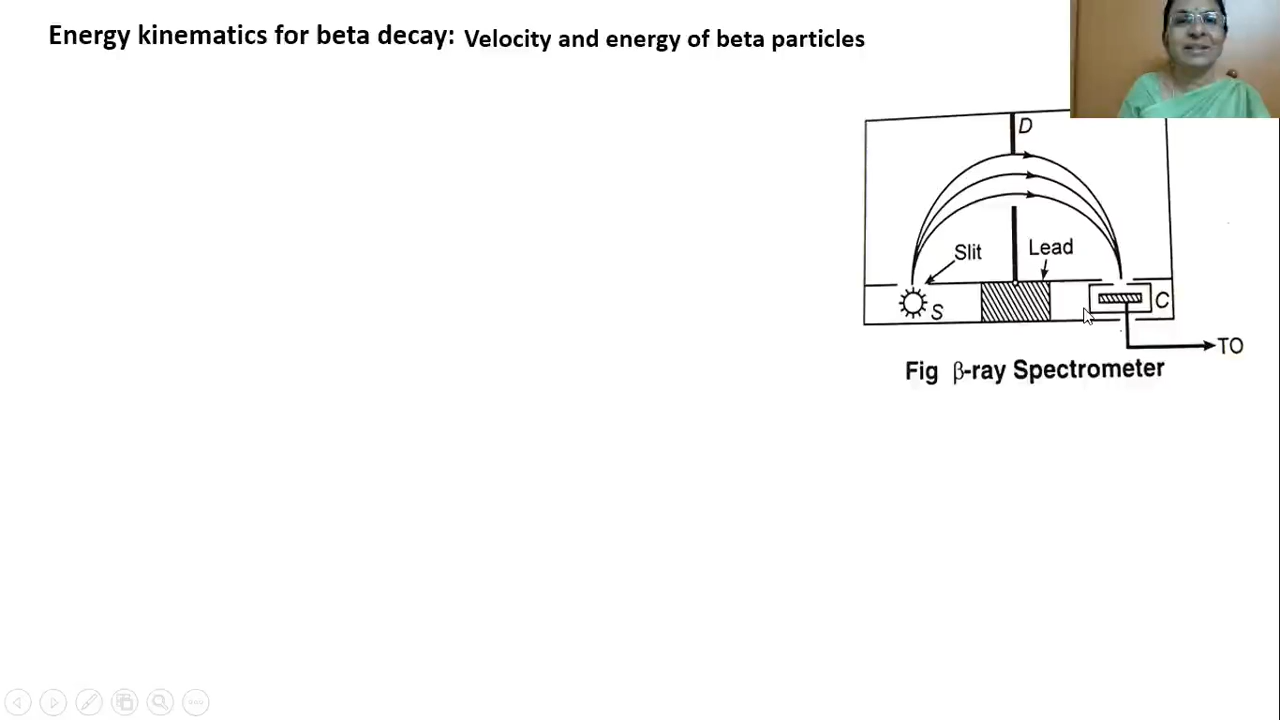 Energy kinematics for beta decay: Velocity and energy of beta particles
D
Slit
Lead
S
C
TO
Fig β-ray Spectrometer